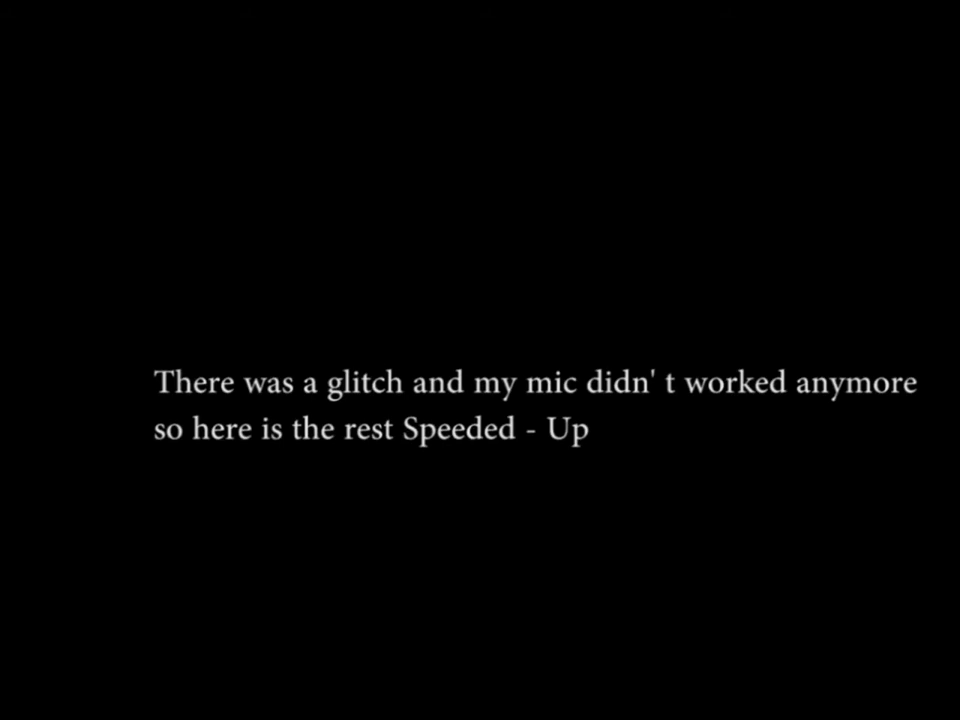 There was a glitch and my mic didn' t worked anymore
so here is the rest Speeded - Up